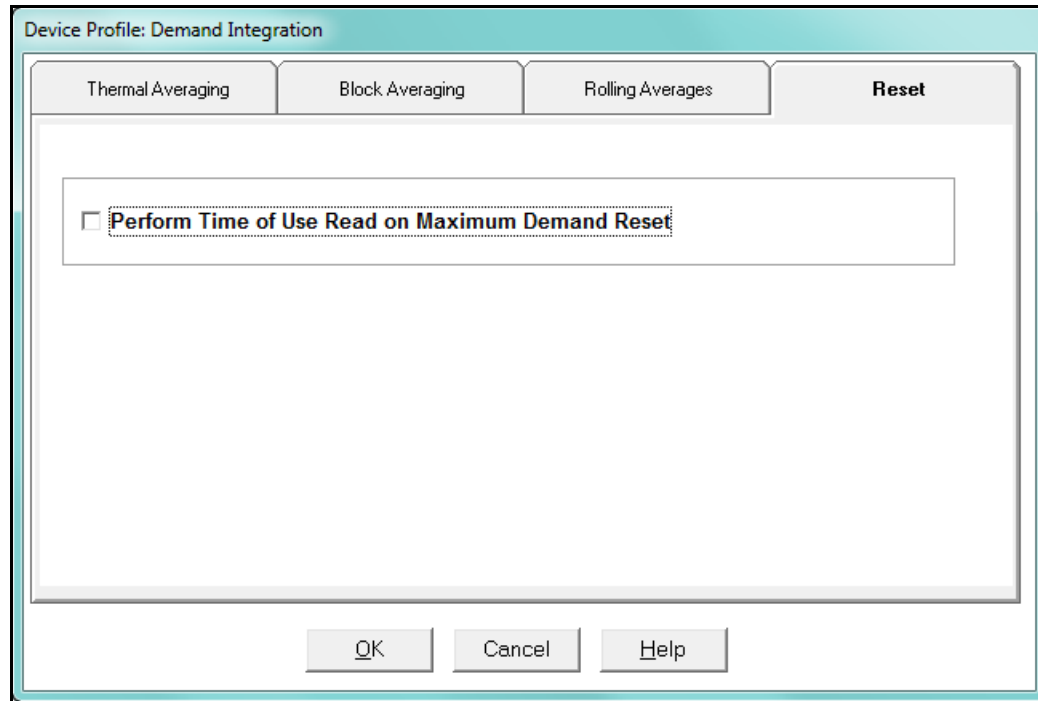 Device Profile: Demand Integration
Thermal Averaging Block Averaging Rolling Averages Reset
Perform Time of Use Read on Maximum Demand Reset
OK Cancel Help